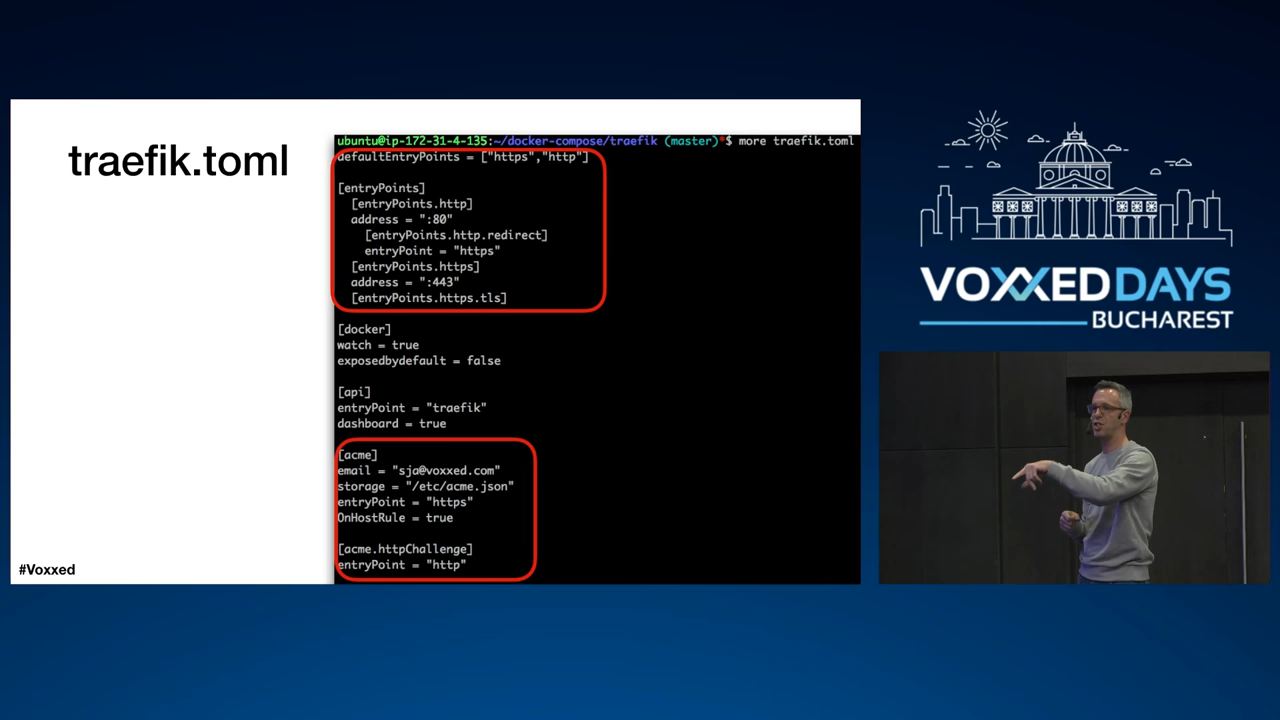 traefik.toml
ubuntu@ip-172-31-4-135:~/docker-compose/traefik (master)*$ more traefik.toml
defaultEntryPoints = ["https","http"]
[entryPoints]
[entryPoints.http]
address = ":80"
[entryPoints.http.redirect]
entryPoint = "https"
[entryPoints.https]
address = ":443"
[entryPoints.https.tls]
[docker]
watch = true
exposedbydefault = false
[api]
entryPoint = "traefik"
dashboard = true
[acme]
email = "sja@voxxed.com"
storage = "/etc/acme.json"
entryPoint = "https"
OnHostRule = true
[acme.httpChallenge]
entryPoint = "http"
#Voxxed
VOXXED DAYS
BUCHAREST